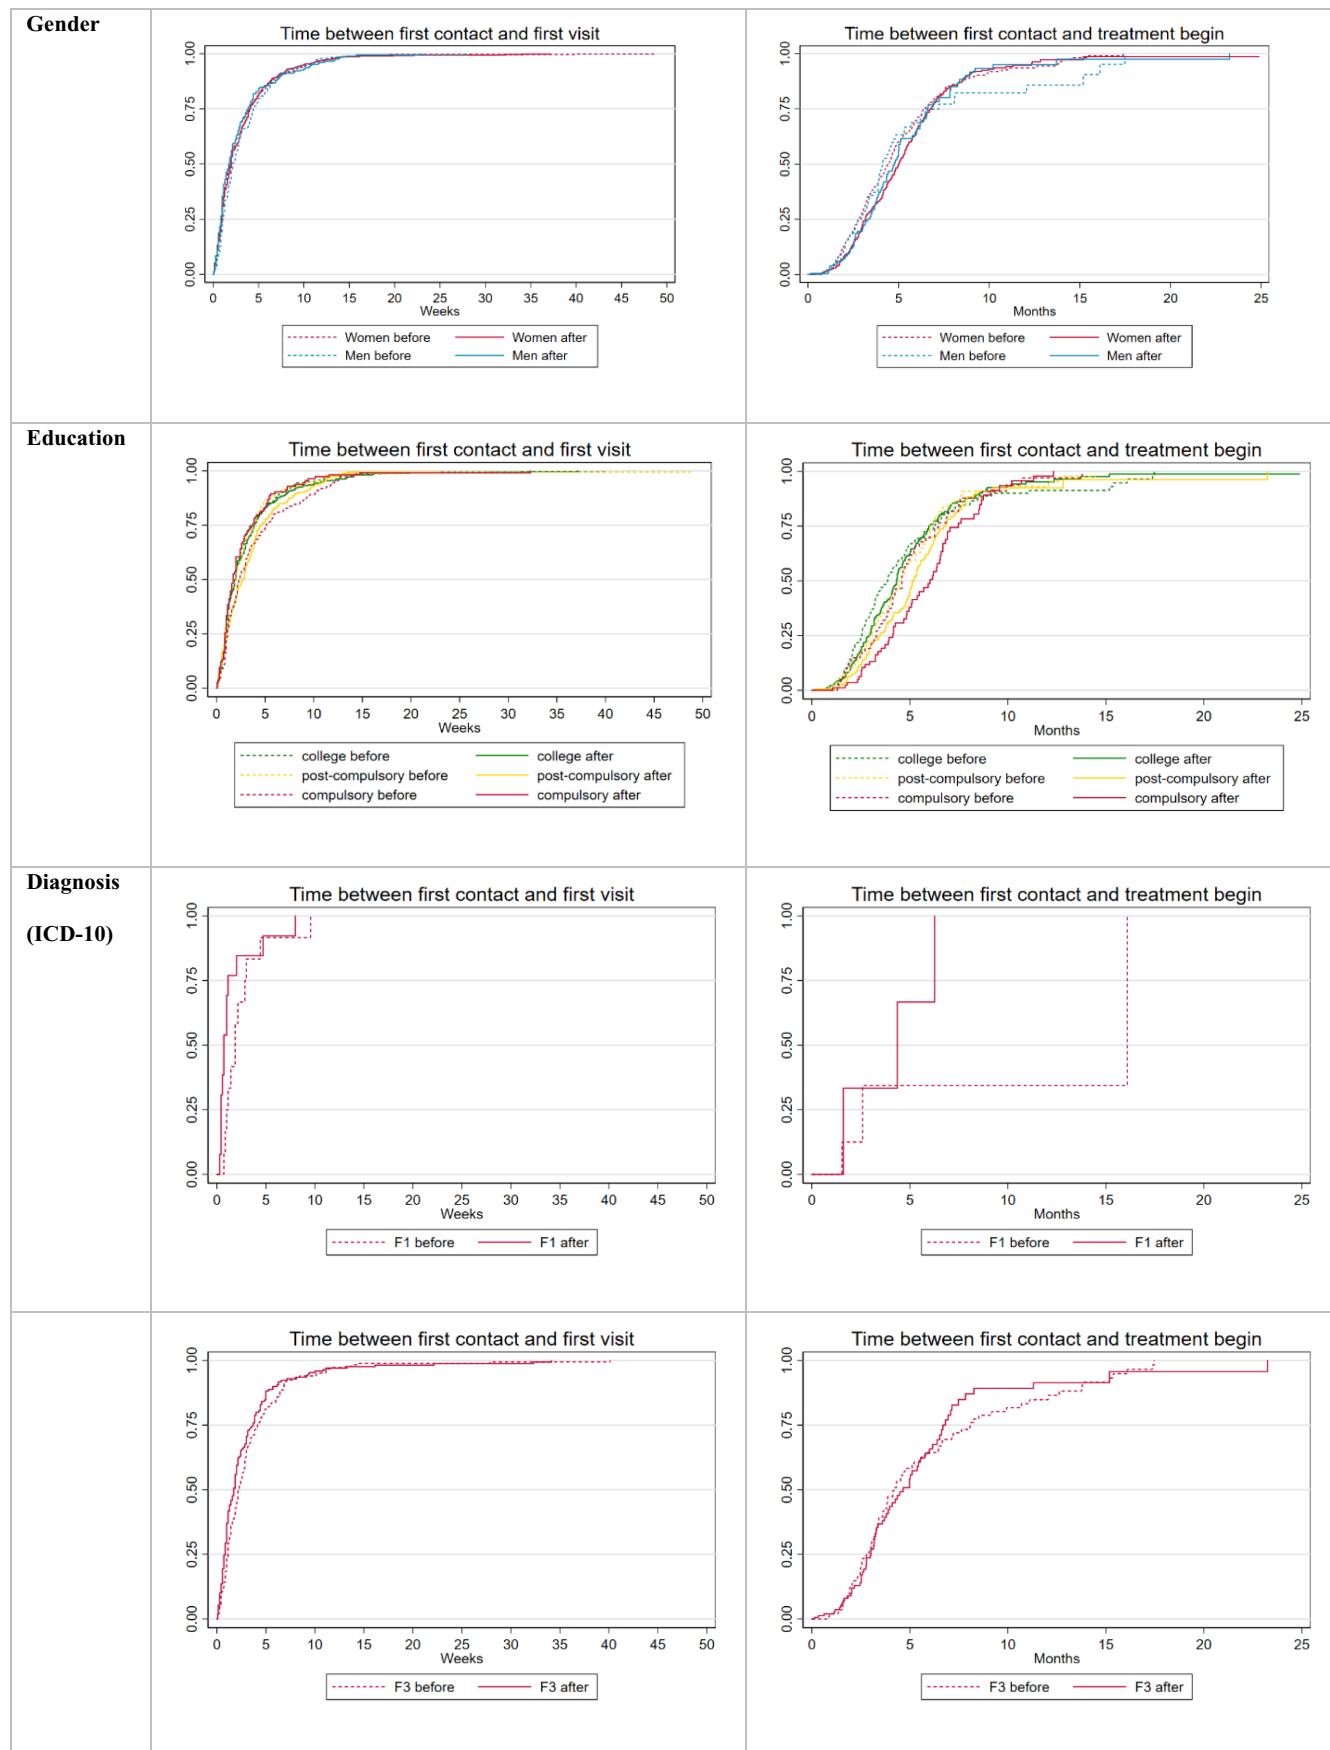 Gender
Time between first contact and first visit
1.00
0.75
0.50
0.25
0.00
0 5 10 15 20 25 30 35 40 45 50
Weeks
Women before Women after
Men before Men after
Time between first contact and treatment begin
1.00
0.75
0.50
0.25
0.00
0 5 10 15 20 25
Months
Women before Women after
Men before Men after
Education
Time between first contact and first visit
1.00
0.75
0.50
0.25
0.00
0 5 10 15 20 25 30 35 40 45 50
Weeks
college before college after
post-compulsory before post-compulsory after
compulsory before compulsory after
Time between first contact and treatment begin
1.00
0.75
0.50
0.25
0.00
0 5 10 15 20 25
Months
college before college after
post-compulsory before post-compulsory after
compulsory before compulsory after
Diagnosis
(ICD-10)
Time between first contact and first visit
1.00
0.75
0.50
0.25
0.00
0 5 10 15 20 25 30 35 40 45 50
Weeks
F1 before F1 after
Time between first contact and treatment begin
1.00
0.75
0.50
0.25
0.00
0 5 10 15 20 25
Months
F1 before F1 after
Time between first contact and first visit
1.00
0.75
0.50
0.25
0.00
0 5 10 15 20 25 30 35 40 45 50
Weeks
F3 before F3 after
Time between first contact and treatment begin
1.00
0.75
0.50
0.25
0.00
0 5 10 15 20 25
Months
F3 before F3 after